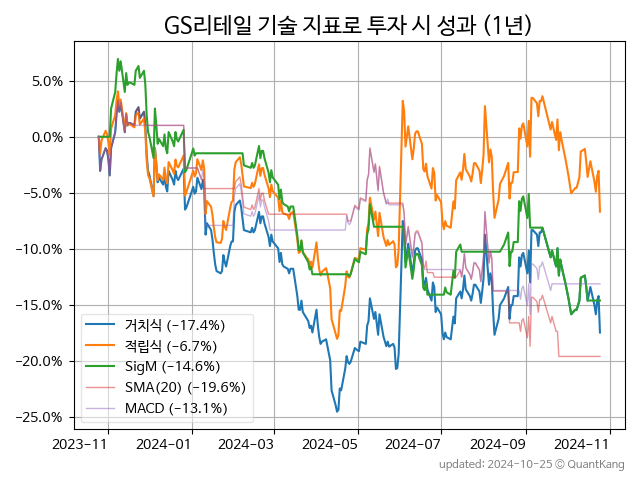 GS리테일 기술 지표로 투자 시 성과 (1년)
5.0%
0.0%
−5.0%
−10.0%
−15.0%
−20.0%
−25.0%
거치식 (−17.4%)
적립식 (−6.7%)
SigM (−14.6%)
SMA(20) (−19.6%)
MACD (−13.1%)
2023-11 2024-01 2024-03 2024-05 2024-07 2024-09 2024-11
updated: 2024-10-25 ⓒ QuantKang